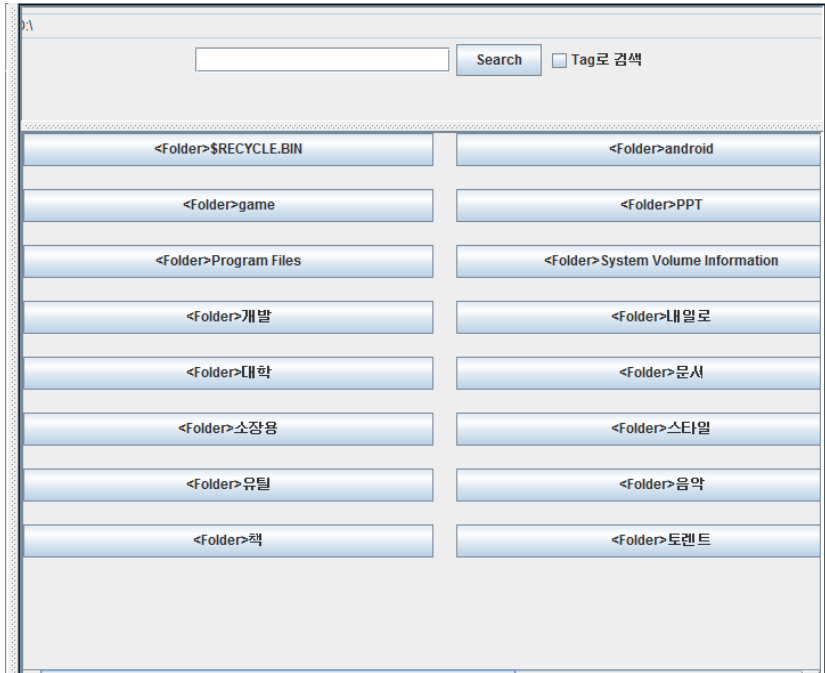 D:\
Search Tag로 검색
<Folder>$RECYCLE.BIN <Folder>android
<Folder>game <Folder>PPT
<Folder>Program Files <Folder>System Volume Information
<Folder>개발 <Folder>내일로
<Folder>대학 <Folder>문서
<Folder>소장용 <Folder>스타일
<Folder>유틸 <Folder>음악
<Folder>책 <Folder>토렌트